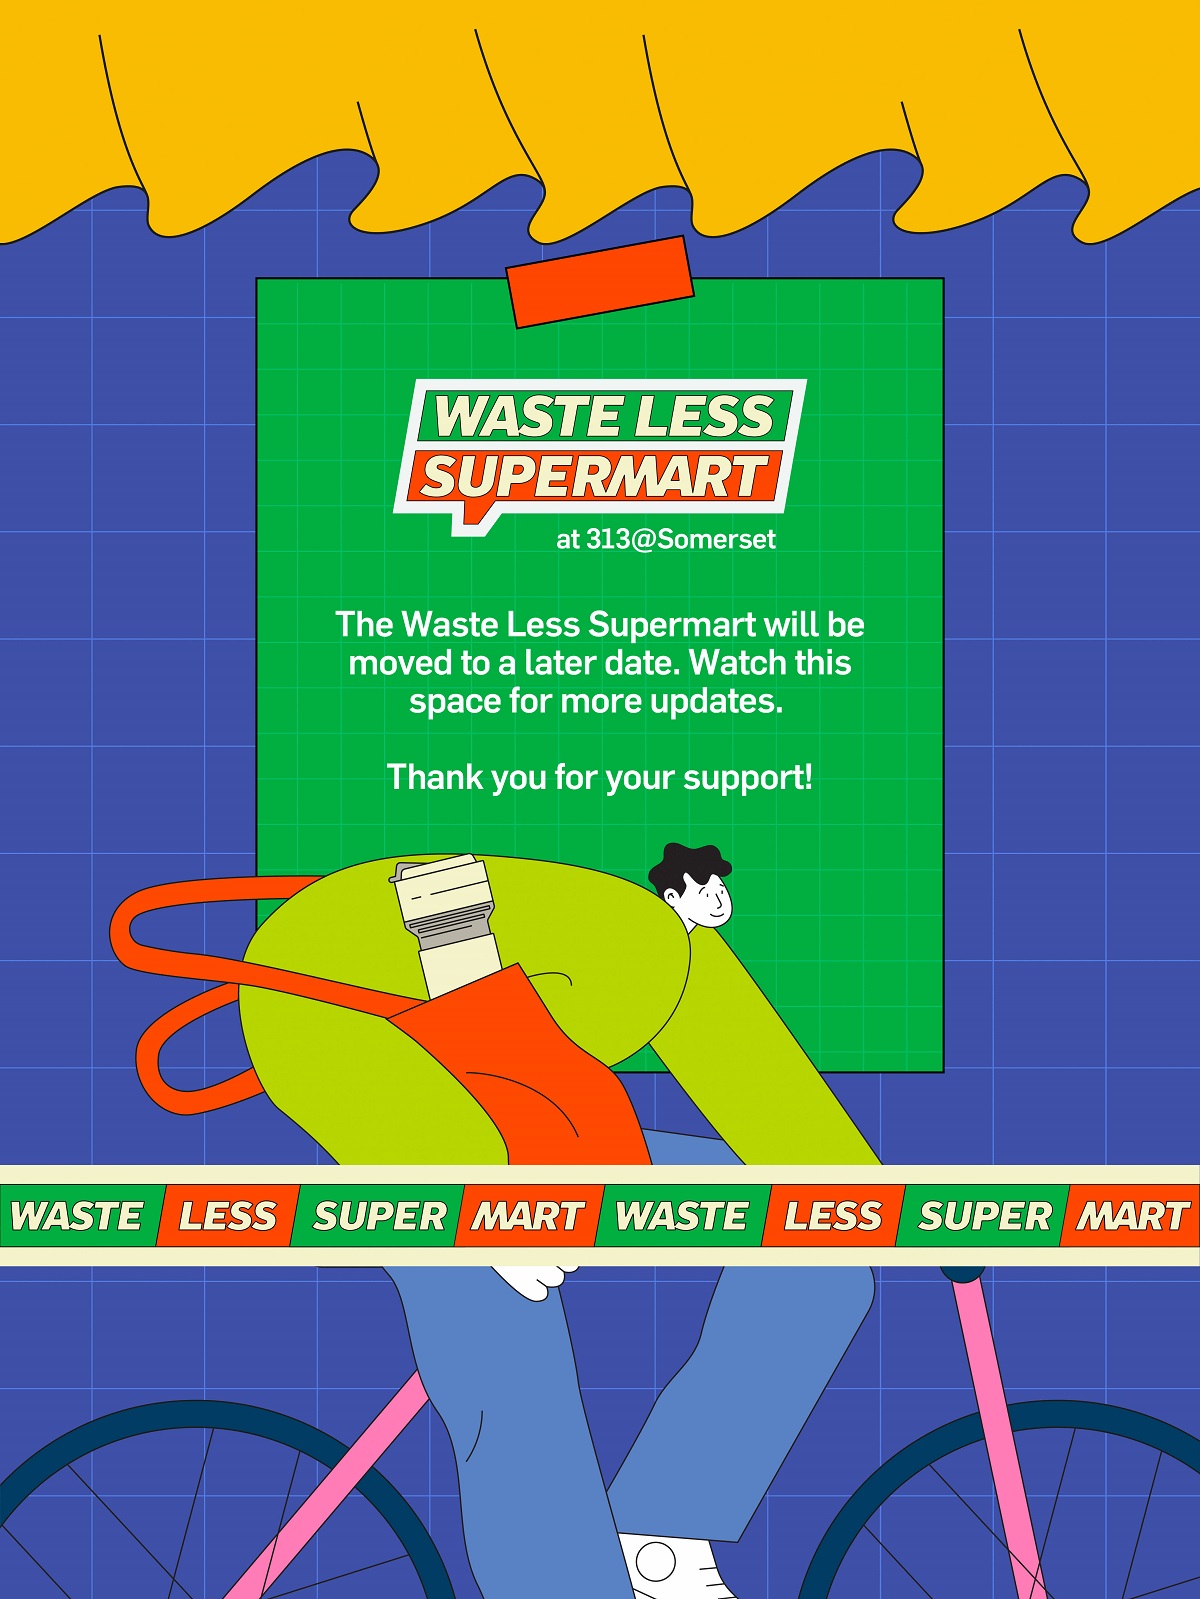 WASTE LESS
SUPERMART
at 313@Somerset
The Waste Less Supermart will be
moved to a later date. Watch this
space for more updates.
Thank you for your support!
WASTE LESS SUPER MART WASTE LESS SUPER MART